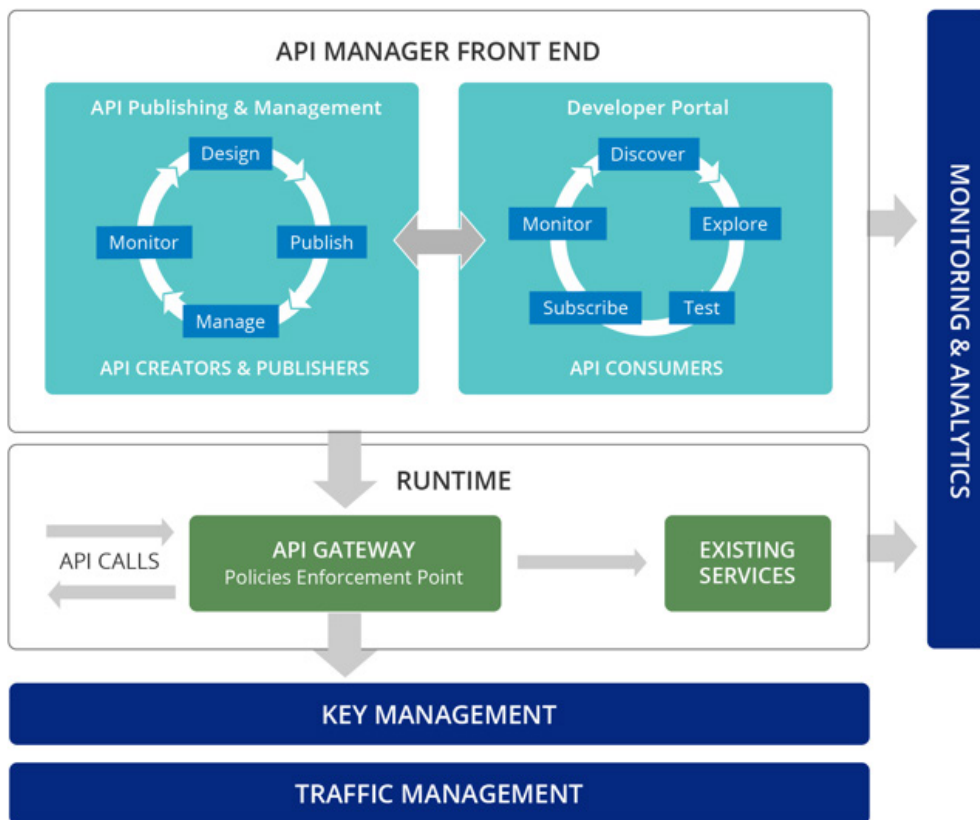 API MANAGER FRONT END
API Publishing & Management
Design
Monitor
Publish
Manage
API CREATORS & PUBLISHERS
Developer Portal
Discover
Monitor
Explore
Subscribe
Test
API CONSUMERS
MONITORING & ANALYTICS
RUNTIME
API CALLS
API GATEWAY
Policies Enforcement Point
EXISTING
SERVICES
KEY MANAGEMENT
TRAFFIC MANAGEMENT